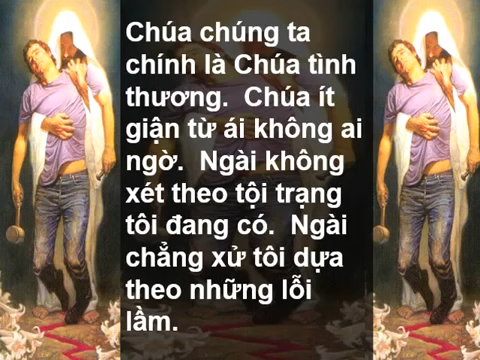 Chúa chúng ta
chính là Chúa tình
thương.  Chúa ít
giận từ ái không ai
ngờ.  Ngài không
xét theo tội trạng
tôi đang có.  Ngài
chẳng xử tôi dựa
theo những lỗi
lầm.